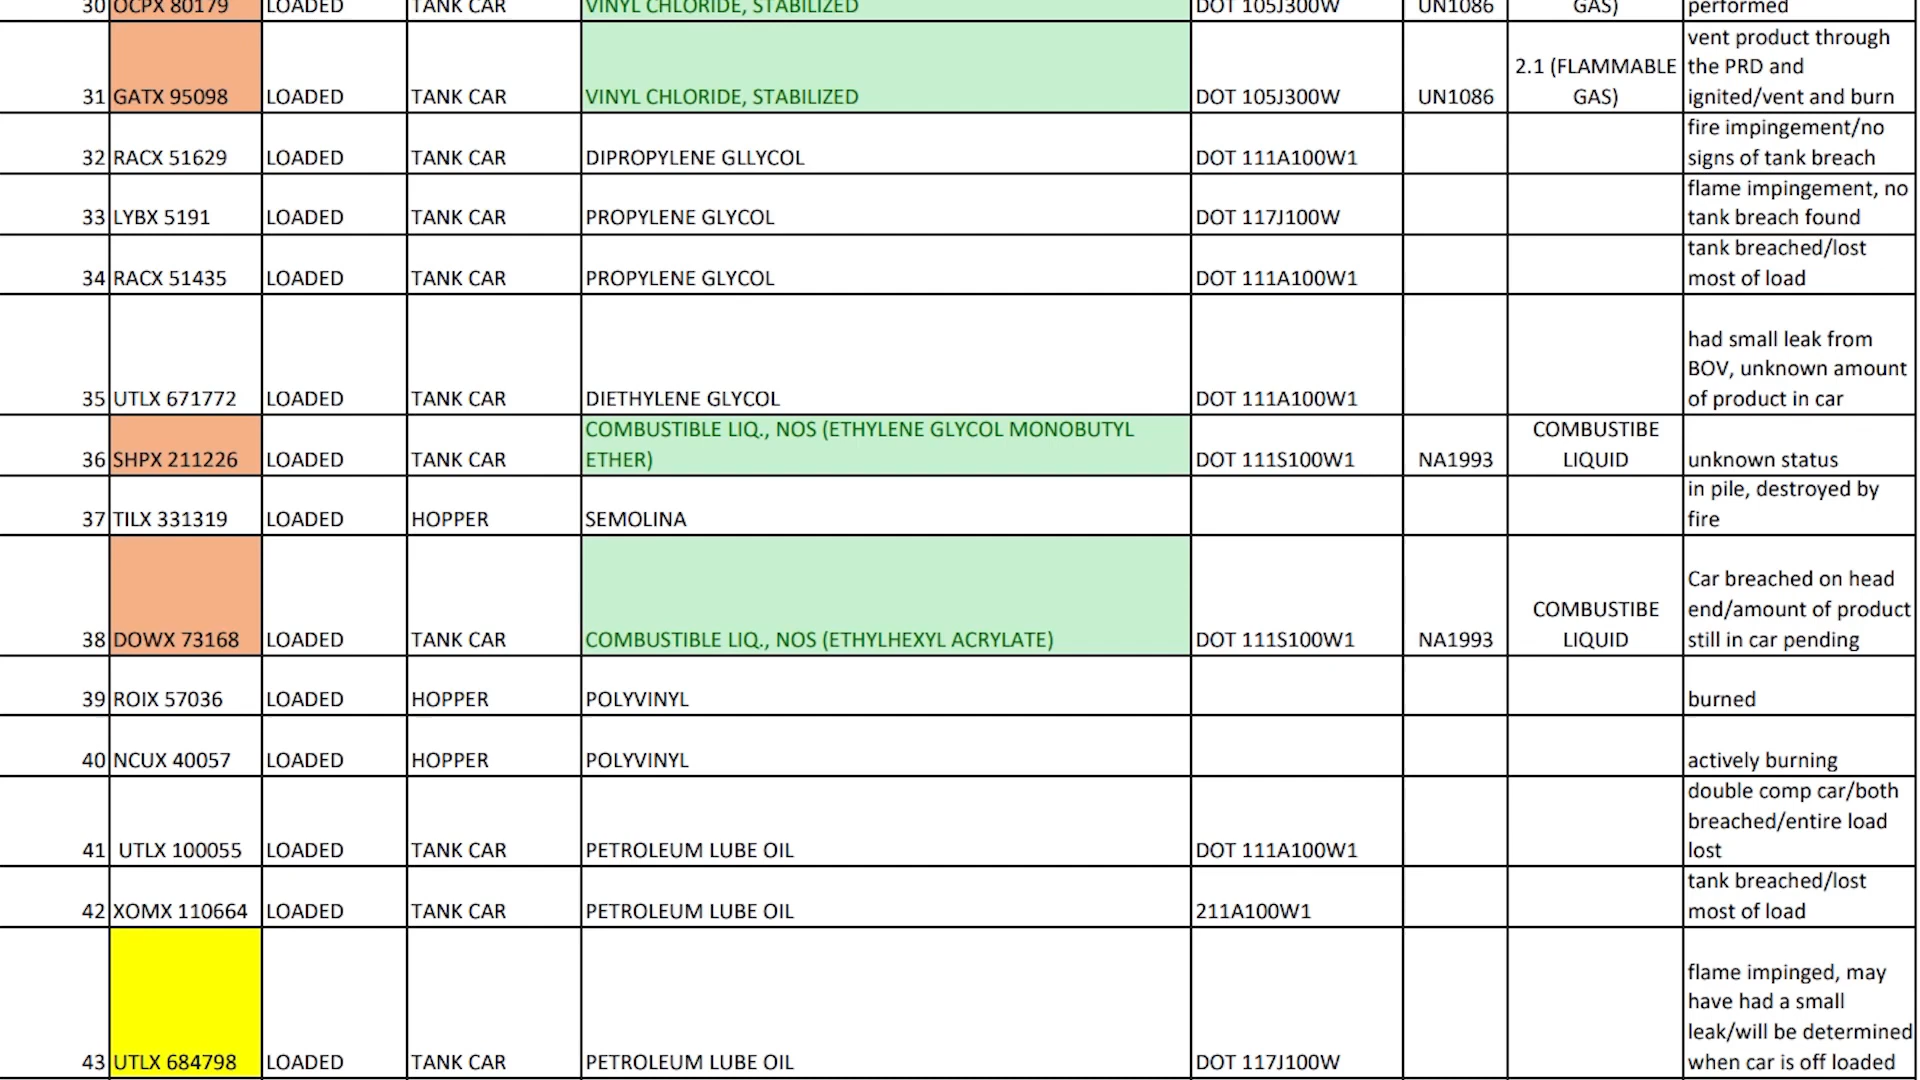 30 OCPX 80179 LOADED TANK CAR VINYL CHLORIDE, STABILIZED DOT 105J300W UN1086 GAS) performed
vent product through
2.1 (FLAMMABLE the PRD and
31 GATX 95098 LOADED TANK CAR VINYL CHLORIDE, STABILIZED DOT 105J300W UN1086 GAS) ignited/vent and burn
fire impingement/no
32 RACX 51629 LOADED TANK CAR DIPROPYLENE GLLYCOL DOT 111A100W1 signs of tank breach
flame impingement, no
33 LYBX 5191 LOADED TANK CAR PROPYLENE GLYCOL DOT 117J100W tank breach found
tank breached/lost
34 RACX 51435 LOADED TANK CAR PROPYLENE GLYCOL DOT 111A100W1 most of load
had small leak from
BOV, unknown amount
35 UTLX 671772 LOADED TANK CAR DIETHYLENE GLYCOL DOT 111A100W1 of product in car
COMBUSTIBLE LIQ., NOS (ETHYLENE GLYCOL MONOBUTYL COMBUSTIBE
36 SHPX 211226 LOADED TANK CAR ETHER) DOT 111S100W1 NA1993 LIQUID unknown status
in pile, destroyed by
37 TILX 331319 LOADED HOPPER SEMOLINA fire
Car breached on head
COMBUSTIBE end/amount of product
38 DOWX 73168 LOADED TANK CAR COMBUSTIBLE LIQ., NOS (ETHYLHEXYL ACRYLATE) DOT 111S100W1 NA1993 LIQUID still in car pending
39 ROIX 57036 LOADED HOPPER POLYVINYL burned
40 NCUX 40057 LOADED HOPPER POLYVINYL actively burning
double comp car/both
breached/entire load
41 UTLX 100055 LOADED TANK CAR PETROLEUM LUBE OIL DOT 111A100W1 lost
tank breached/lost
42 XOMX 110664 LOADED TANK CAR PETROLEUM LUBE OIL 211A100W1 most of load
flame impinged, may
have had a small
leak/will be determined
43 UTLX 684798 LOADED TANK CAR PETROLEUM LUBE OIL DOT 117J100W when car is off loaded